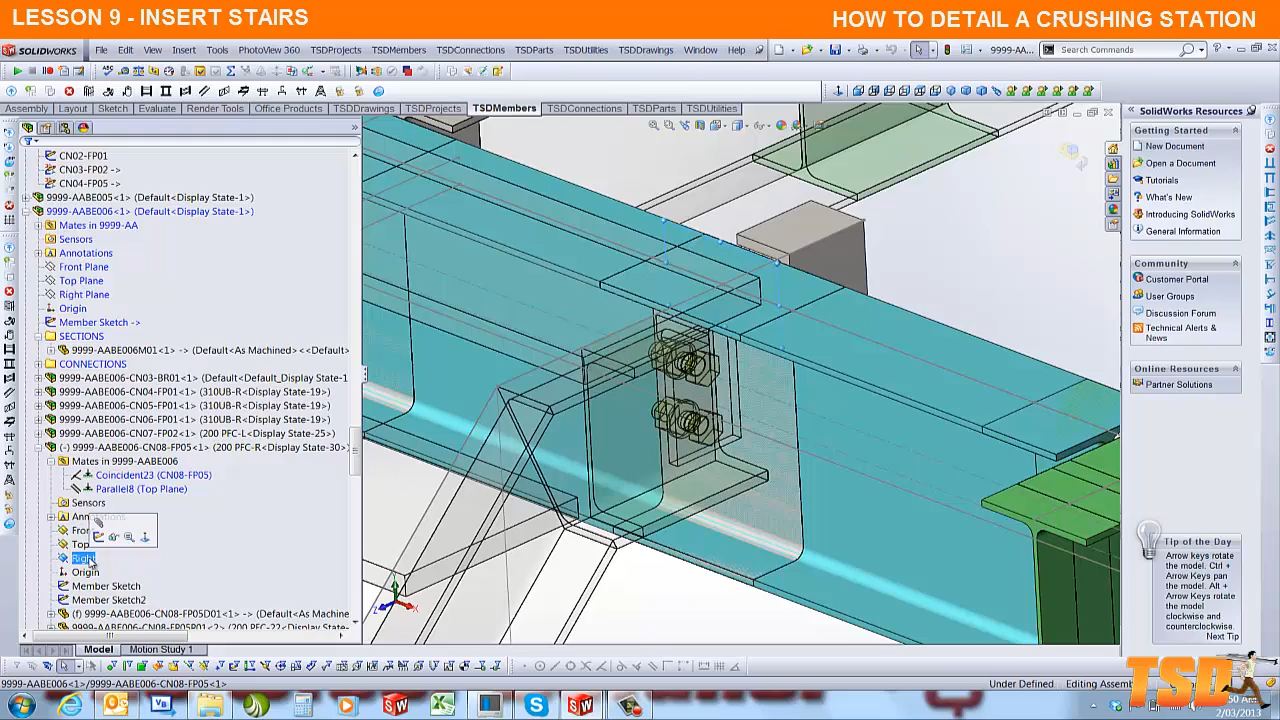 LESSON 9 - INSERT STAIRS
HOW TO DETAIL A CRUSHING STATION
SOLIDWORKS File Edit View Insert Tools PhotoView 360 TSDProjects TSDMembers TSDConnections TSDParts TSDUtilities TSDDrawings Window Help 9999-AA... Search Commands
Assembly Layout Sketch Evaluate Render Tools Office Products TSDDrawings TSDProjects TSDMembers TSDConnections TSDParts TSDUtilities
SolidWorks Resources
CN02-FP01
CN03-FP02 ->
CN04-FP05 ->
9999-AABE005<1> (Default<Display State-1>)
9999-AABE006<1> (Default<Display State-1>)
Mates in 9999-AA
Sensors
Annotations
Front Plane
Top Plane
Right Plane
Origin
Member Sketch ->
SECTIONS
9999-AABE006M01<1> -> (Default<As Machined><<Default>
CONNECTIONS
9999-AABE006-CN03-BR01<1> (Default<Default_Display State-1
9999-AABE006-CN04-FP01<1> (310UB-R<Display State-19>)
9999-AABE006-CN05-FP01<1> (310UB-R<Display State-19>)
9999-AABE006-CN06-FP01<1> (310UB-R<Display State-19>)
9999-AABE006-CN07-FP02<1> (200 PFC-L<Display State-25>)
(-) 9999-AABE006-CN08-FP05<1> (200 PFC-R<Display State-30>)
Mates in 9999-AABE006
Coincident23 (CN08-FP05)
Parallel8 (Top Plane)
Sensors
Annotations
Fron
Top
Right
Origin
Member Sketch
Member Sketch2
(f) 9999-AABE006-CN08-FP05D01<1> -> (Default<As Machine
Getting Started
New Document
Open a Document
Tutorials
What's New
Introducing SolidWorks
General Information
Community
Customer Portal
User Groups
Discussion Forum
Technical Alerts & News
Online Resources
Partner Solutions
Tip of the Day
Arrow keys rotate
the model. Ctrl +
Arrow Keys pan
the model. Alt +
Arrow Keys rotate
the model
clockwise and
counterclockwise.
Next Tip
Model Motion Study 1
9999-AABE006<1>/9999-AABE006-CN08-FP05<1>
Under Defined Editing Assemb
TSD
2/03/2013